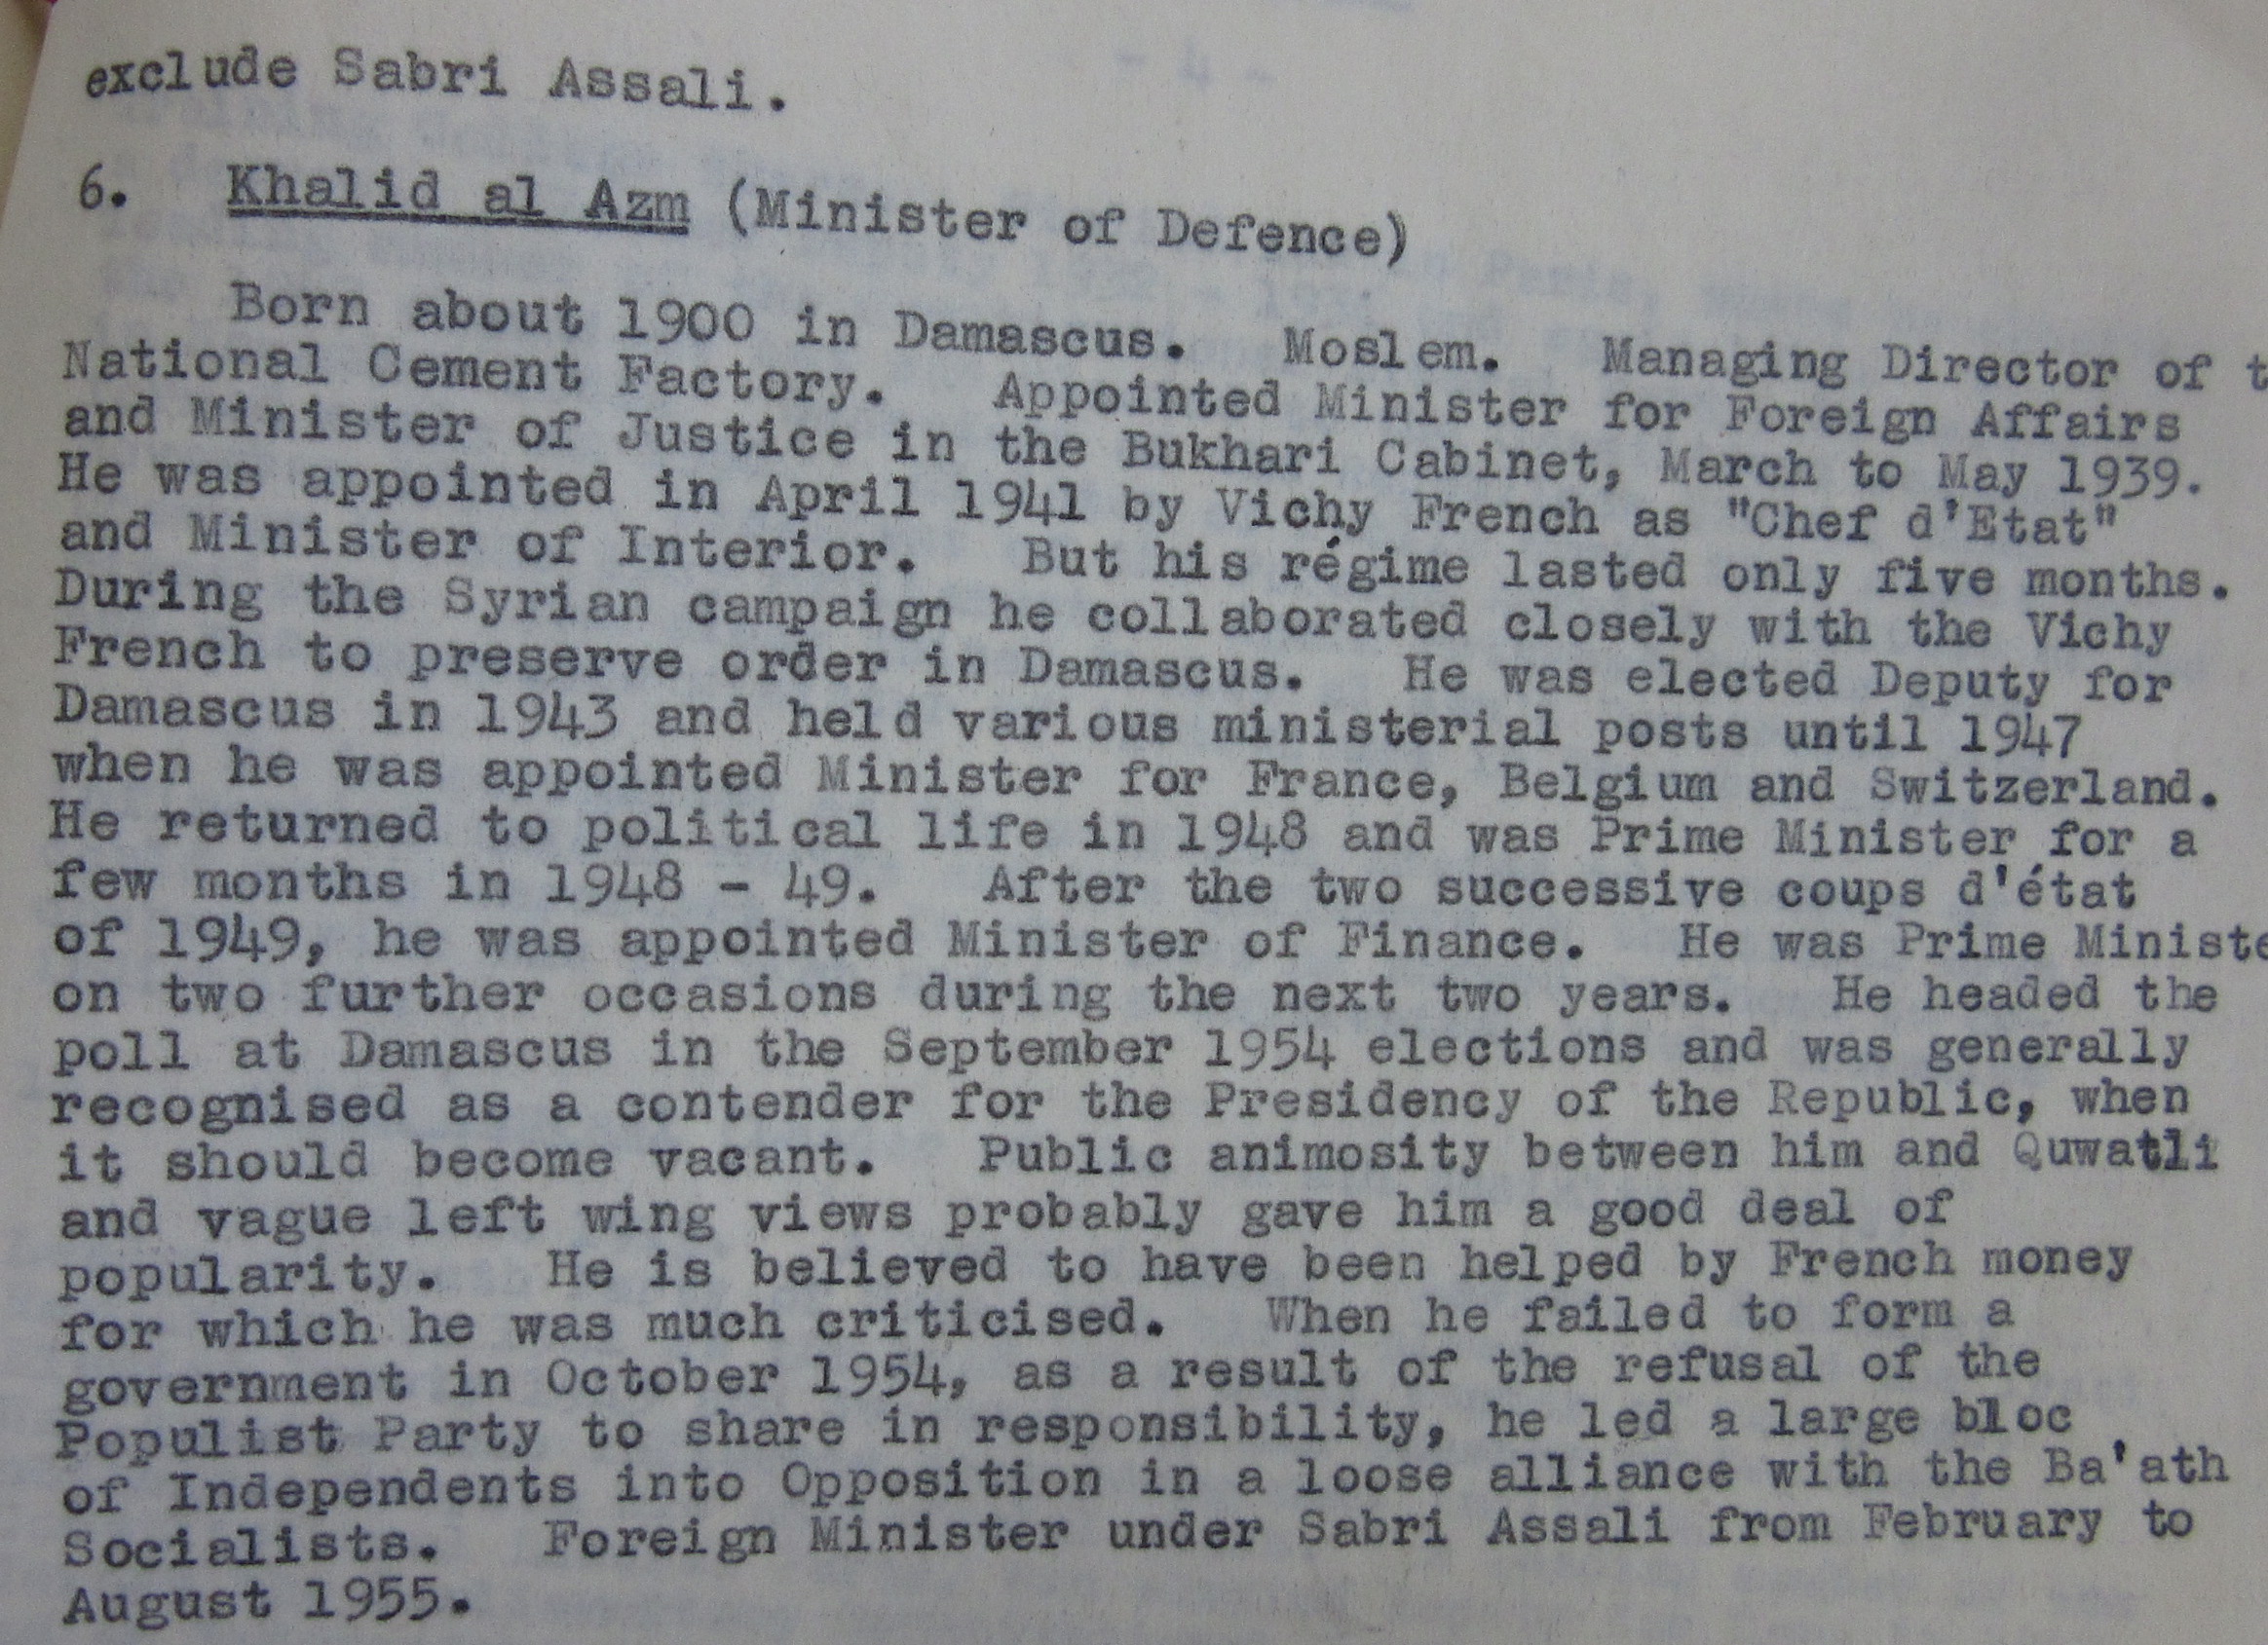 exclude Sabri Assali.
6. Khalid al Azm (Minister of Defence)
Born about 1900 in Damascus. Moslem. Managing Director of t
National Cement Factory. Appointed Minister for Foreign Affairs
and Minister of Justice in the Bukhari Cabinet, March to May 1939.
He was appointed in April 1941 by Vichy French as "Chef d'Etat"
and Minister of Interior. But his régime lasted only five months.
During the Syrian campaign he collaborated closely with the Vichy
French to preserve order in Damascus. He was elected Deputy for
Damascus in 1943 and held various ministerial posts until 1947
when he was appointed Minister for France, Belgium and Switzerland.
He returned to political life in 1948 and was Prime Minister for a
few months in 1948 - 49. After the two successive coups d'état
of 1949, he was appointed Minister of Finance. He was Prime Ministe
on two further occasions during the next two years. He headed the
poll at Damascus in the September 1954 elections and was generally
recognised as a contender for the Presidency of the Republic, when
it should become vacant. Public animosity between him and Quwatli
and vague left wing views probably gave him a good deal of
popularity. He is believed to have been helped by French money
for which he was much criticised. When he failed to form a
government in October 1954, as a result of the refusal of the
Populist Party to share in responsibility, he led a large bloc
of Independents into Opposition in a loose alliance with the Ba'ath
Socialists. Foreign Minister under Sabri Assali from February to
August 1955.